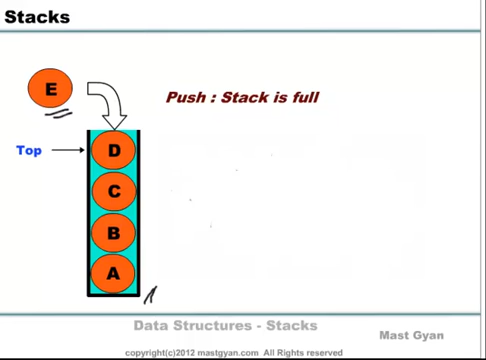 Stacks
E
Push : Stack is full
Top
D
C
B
A
Data Structures - Stacks
Mast Gyan
copyright(c)2012 mastgyan.com All Rights reserved